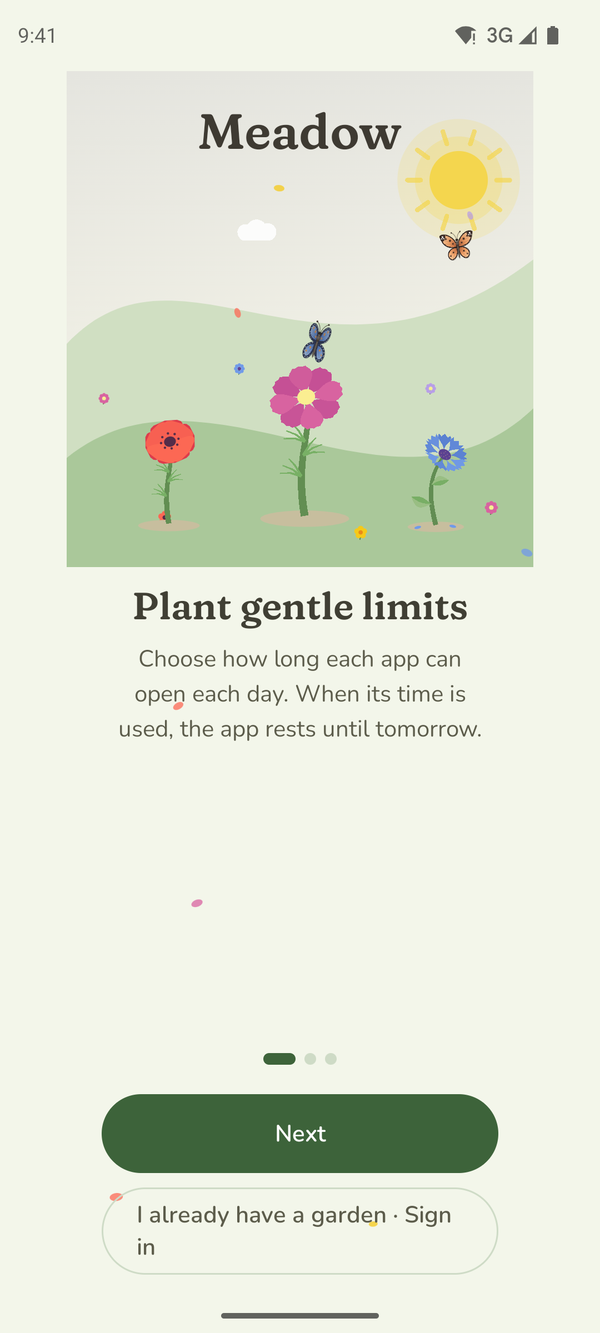 9:41
3G
Meadow
Plant gentle limits
Choose how long each app can
open each day. When its time is
used, the app rests until tomorrow.
Next
I already have a garden · Sign
in